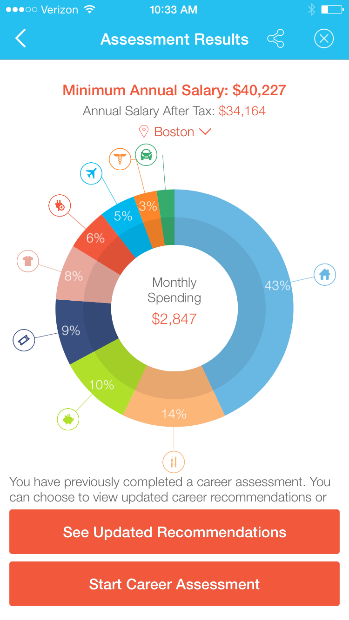 Verizon 10:33 AM
Assessment Results
Minimum Annual Salary: $40,227
Annual Salary After Tax: $34,164
Boston
3%
5%
6%
8%
43%
Monthly
Spending
$2,847
9%
10%
14%
You have previously completed a career assessment. You
can choose to view updated career recommendations or
See Updated Recommendations
Start Career Assessment